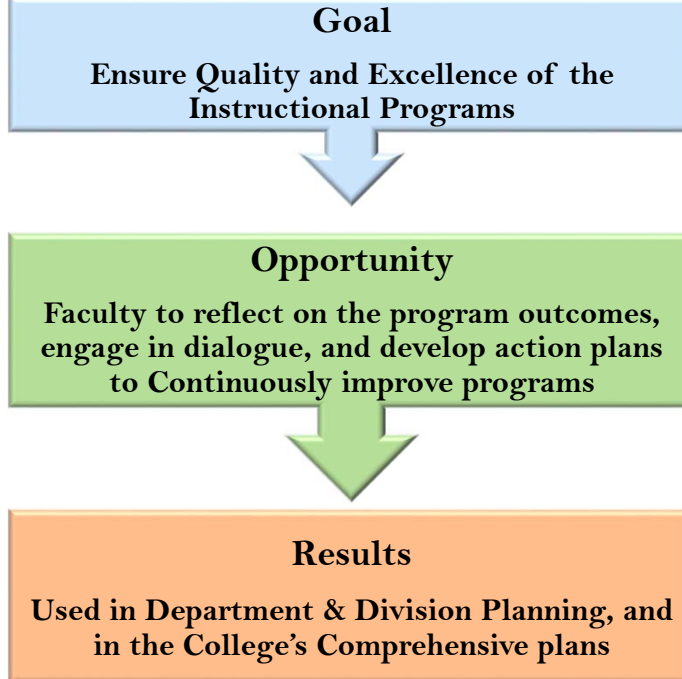 Goal
Ensure Quality and Excellence of the
Instructional Programs
Opportunity
Faculty to reflect on the program outcomes,
engage in dialogue, and develop action plans
to Continuously improve programs
Results
Used in Department & Division Planning, and
in the College's Comprehensive plans